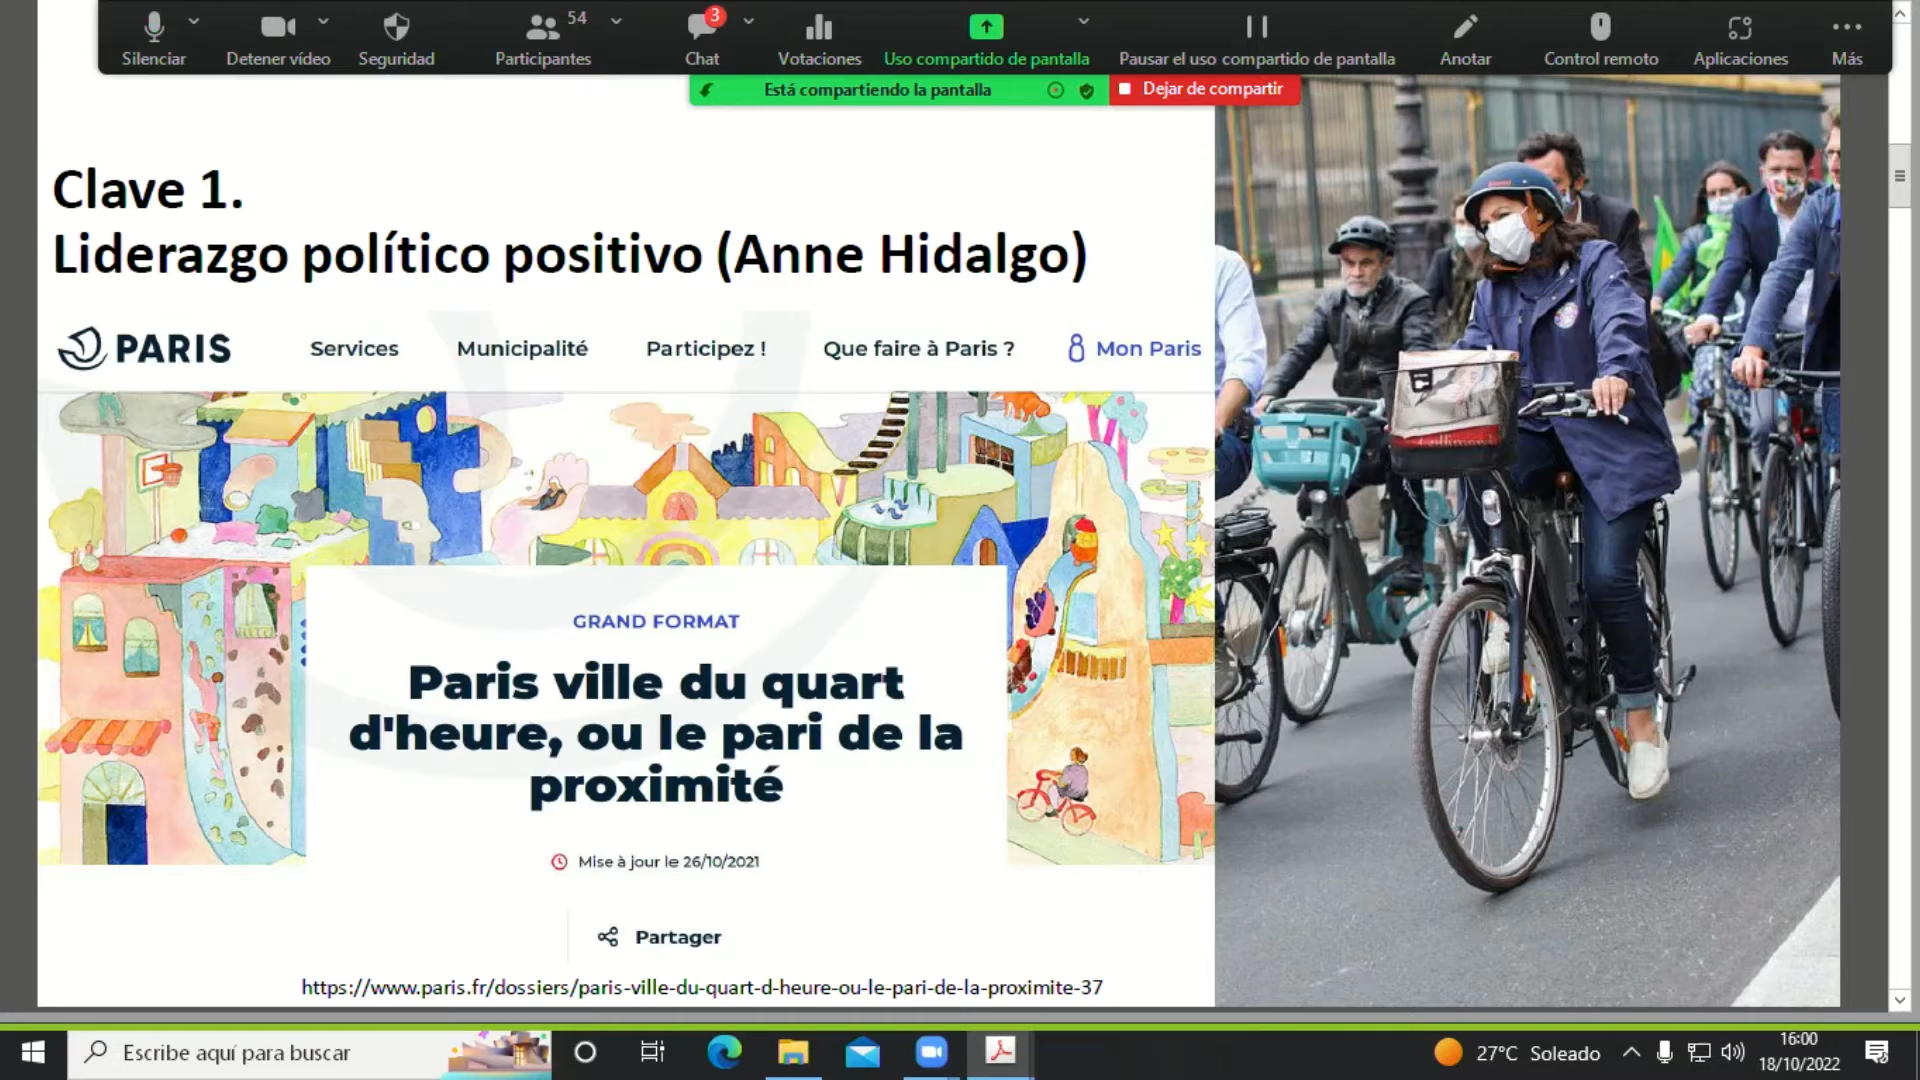 Silenciar
Detener vídeo
Seguridad
54
Participantes
3
Chat
Votaciones
Uso compartido de pantalla
Pausar el uso compartido de pantalla
Anotar
Control remoto
Aplicaciones
Más
Está compartiendo la pantalla
Dejar de compartir
Clave 1.
Liderazgo político positivo (Anne Hidalgo)
PARIS
Services
Municipalité
Participez !
Que faire à Paris ?
Mon Paris
GRAND FORMAT
Paris ville du quart
d'heure, ou le pari de la
proximité
Mise à jour le 26/10/2021
Partager
https://www.paris.fr/dossiers/paris-ville-du-quart-d-heure-ou-le-pari-de-la-proximite-37
Escribe aquí para buscar
27°C Soleado
16:00
18/10/2022